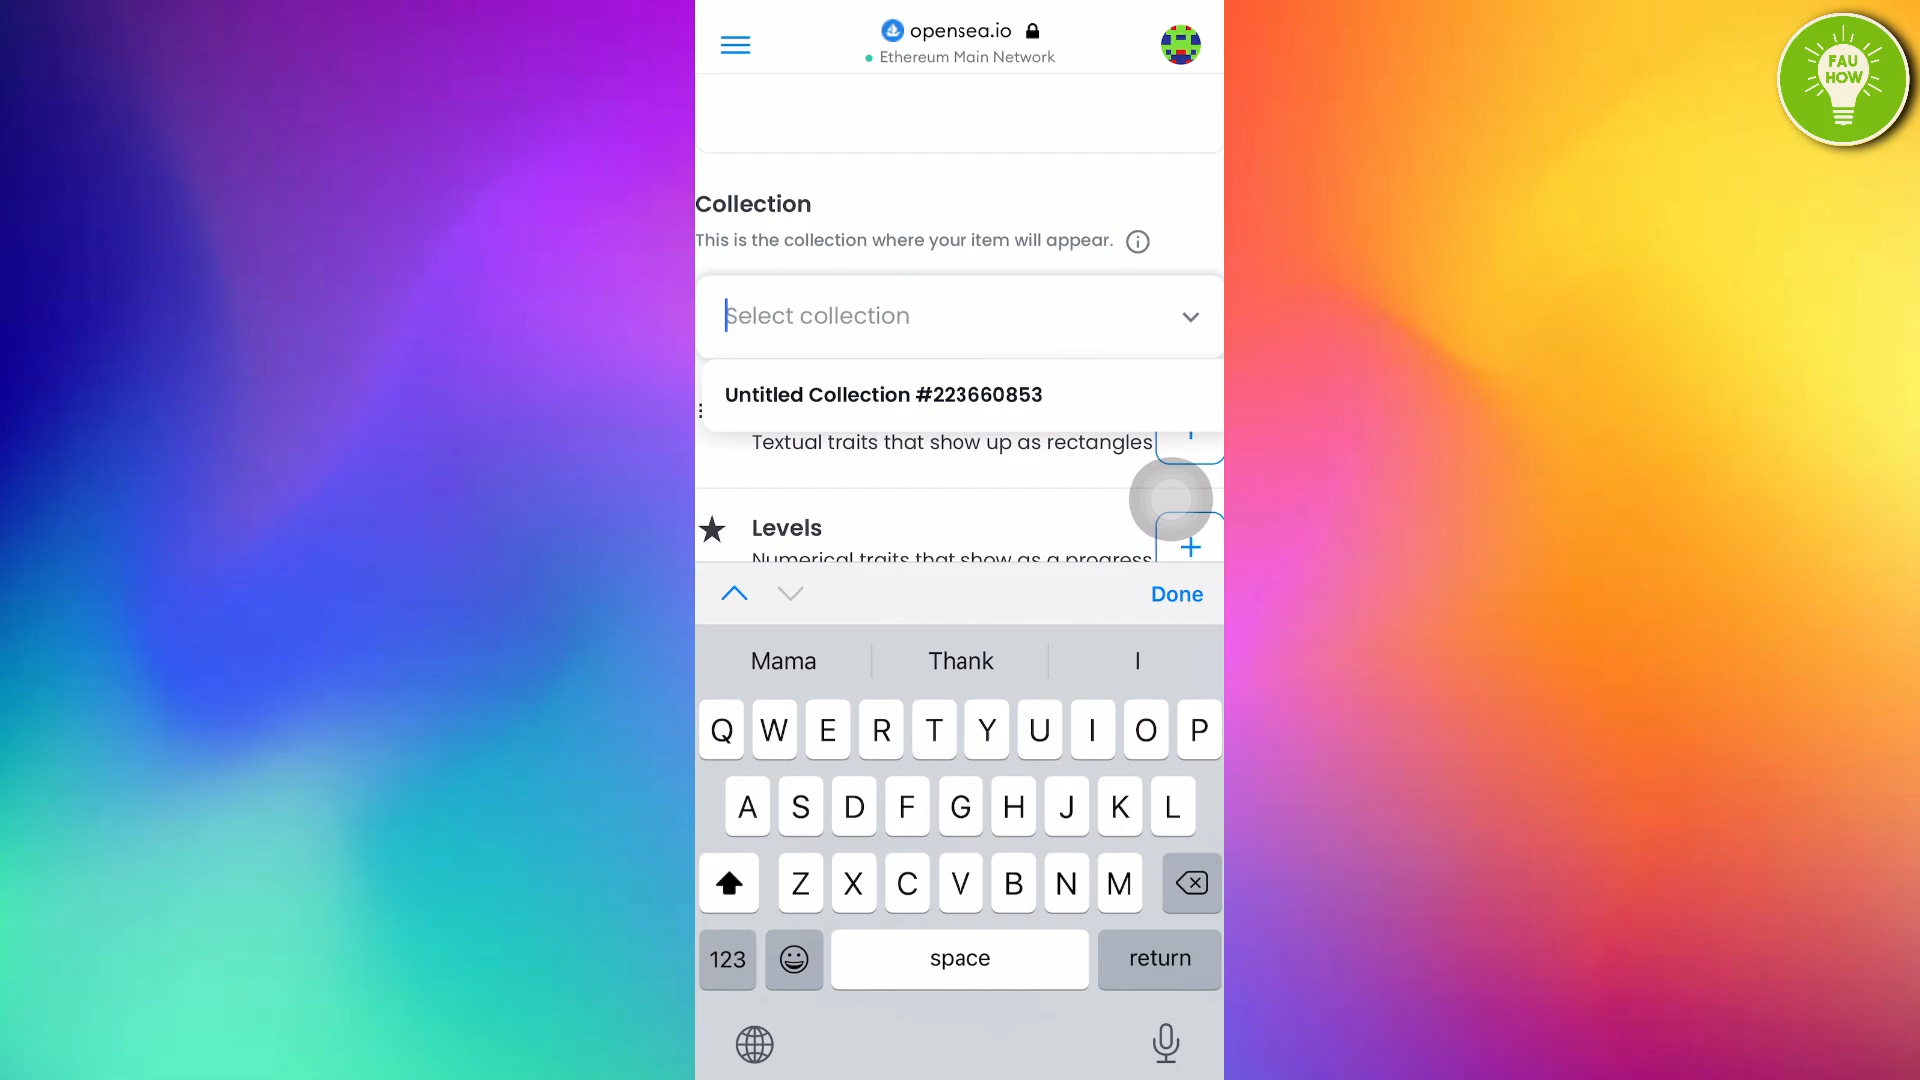 opensea.io
Ethereum Main Network
FAU
HOW
Collection
This is the collection where your item will appear.
Select collection
Untitled Collection #223660853
Textual traits that show up as rectangles
Levels
Numerical traits that show as a progress
Done
Mama Thank I
Q W E R T Y U I O P
A S D F G H J K L
Z X C V B N M
123 space return